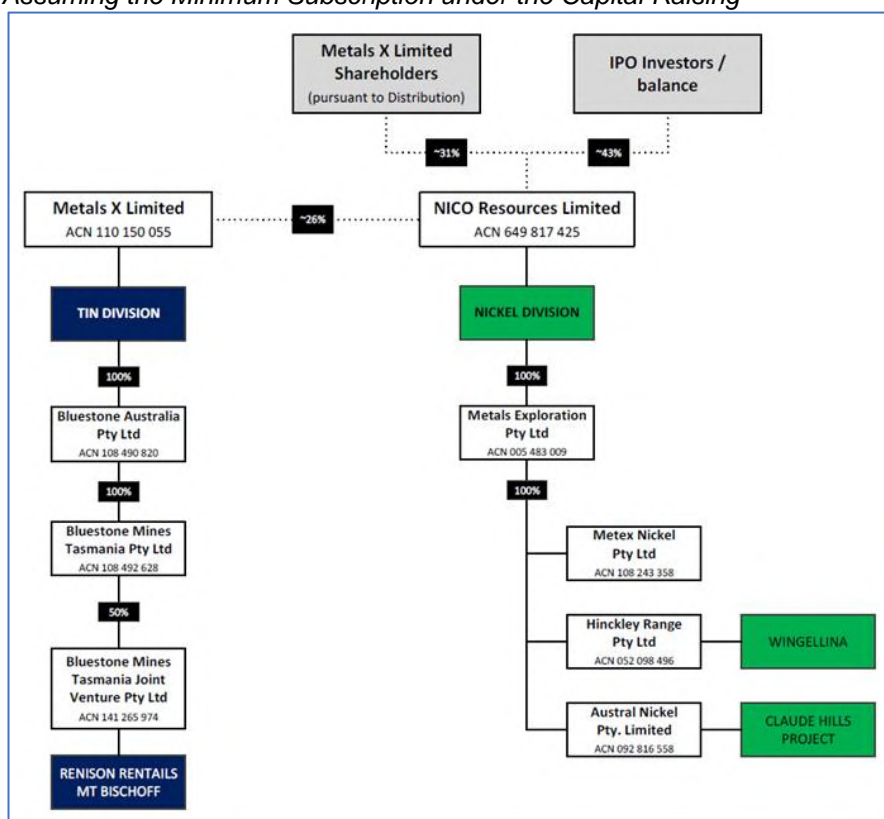 Assuming the Minimum Subscription under the Capital Raising
Metals X Limited
Shareholders
(pursuant to Distribution)
IPO Investors /
balance
~31%
~43%
Metals X Limited
ACN 110 150 055
~26%
NICO Resources Limited
ACN 649 817 425
TIN DIVISION
NICKEL DIVISION
100%
100%
Bluestone Australia
Pty Ltd
ACN 108 490 820
Metals Exploration
Pty Ltd
ACN 005 483 009
100%
100%
Bluestone Mines
Tasmania Pty Ltd
ACN 108 492 628
Metex Nickel
Pty Ltd
ACN 108 243 358
50%
Hinckley Range
Pty Ltd
ACN 052 098 496
WINGELLINA
Bluestone Mines
Tasmania Joint
Venture Pty Ltd
ACN 141 265 974
Austral Nickel
Pty. Limited
ACN 092 816 558
CLAUDE HILLS
PROJECT
RENISON RENTAILS
MT BISCHOFF